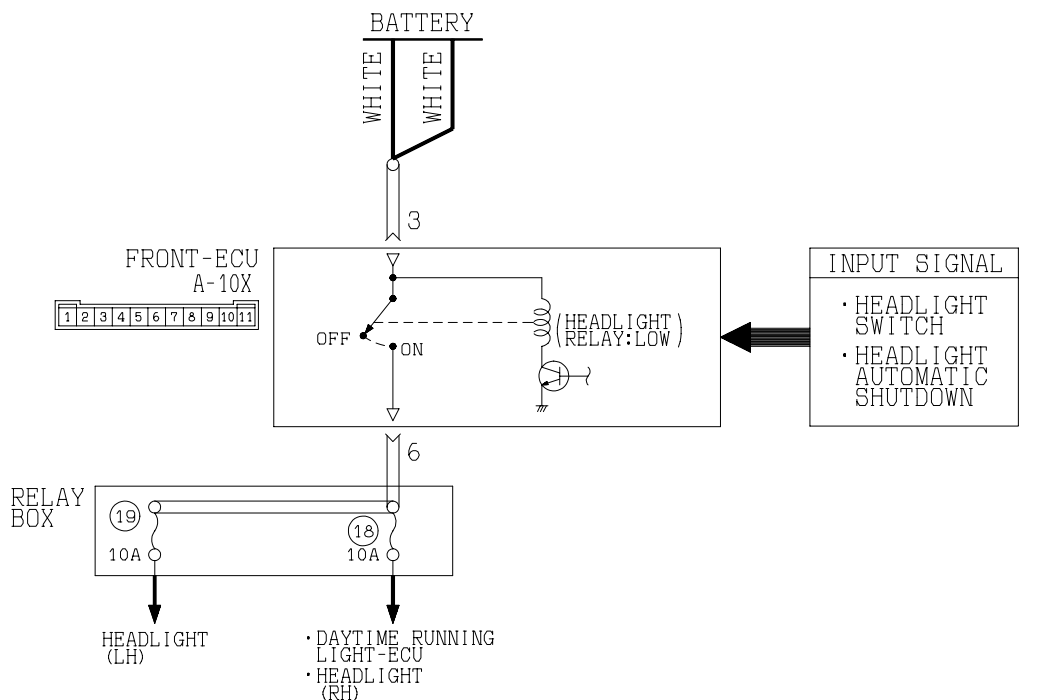 BATTERY
WHITE
WHITE
3
FRONT-ECU
A-10X
1 2 3 4 5 6 7 8 9 10 11
OFF
ON
(HEADLIGHT
RELAY:LOW)
INPUT SIGNAL
·HEADLIGHT
SWITCH
·HEADLIGHT
AUTOMATIC
SHUTDOWN
6
RELAY
BOX
19
10A
18
10A
HEADLIGHT
(LH)
·DAYTIME RUNNING
LIGHT-ECU
·HEADLIGHT
(RH)